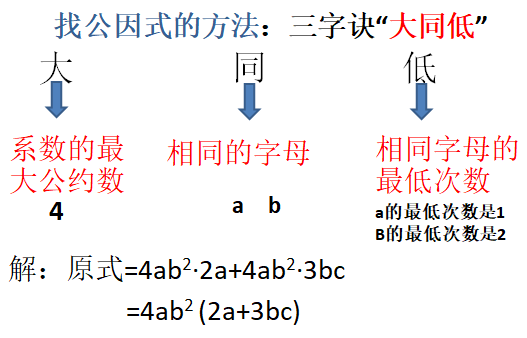 找公因式的方法：三字诀“大同低”
大 同 低
系数的最大公约数
4
相同的字母
a b
相同字母的最低次数
a的最低次数是1
B的最低次数是2
解：原式=4ab²·2a+4ab²·3bc
=4ab² (2a+3bc)